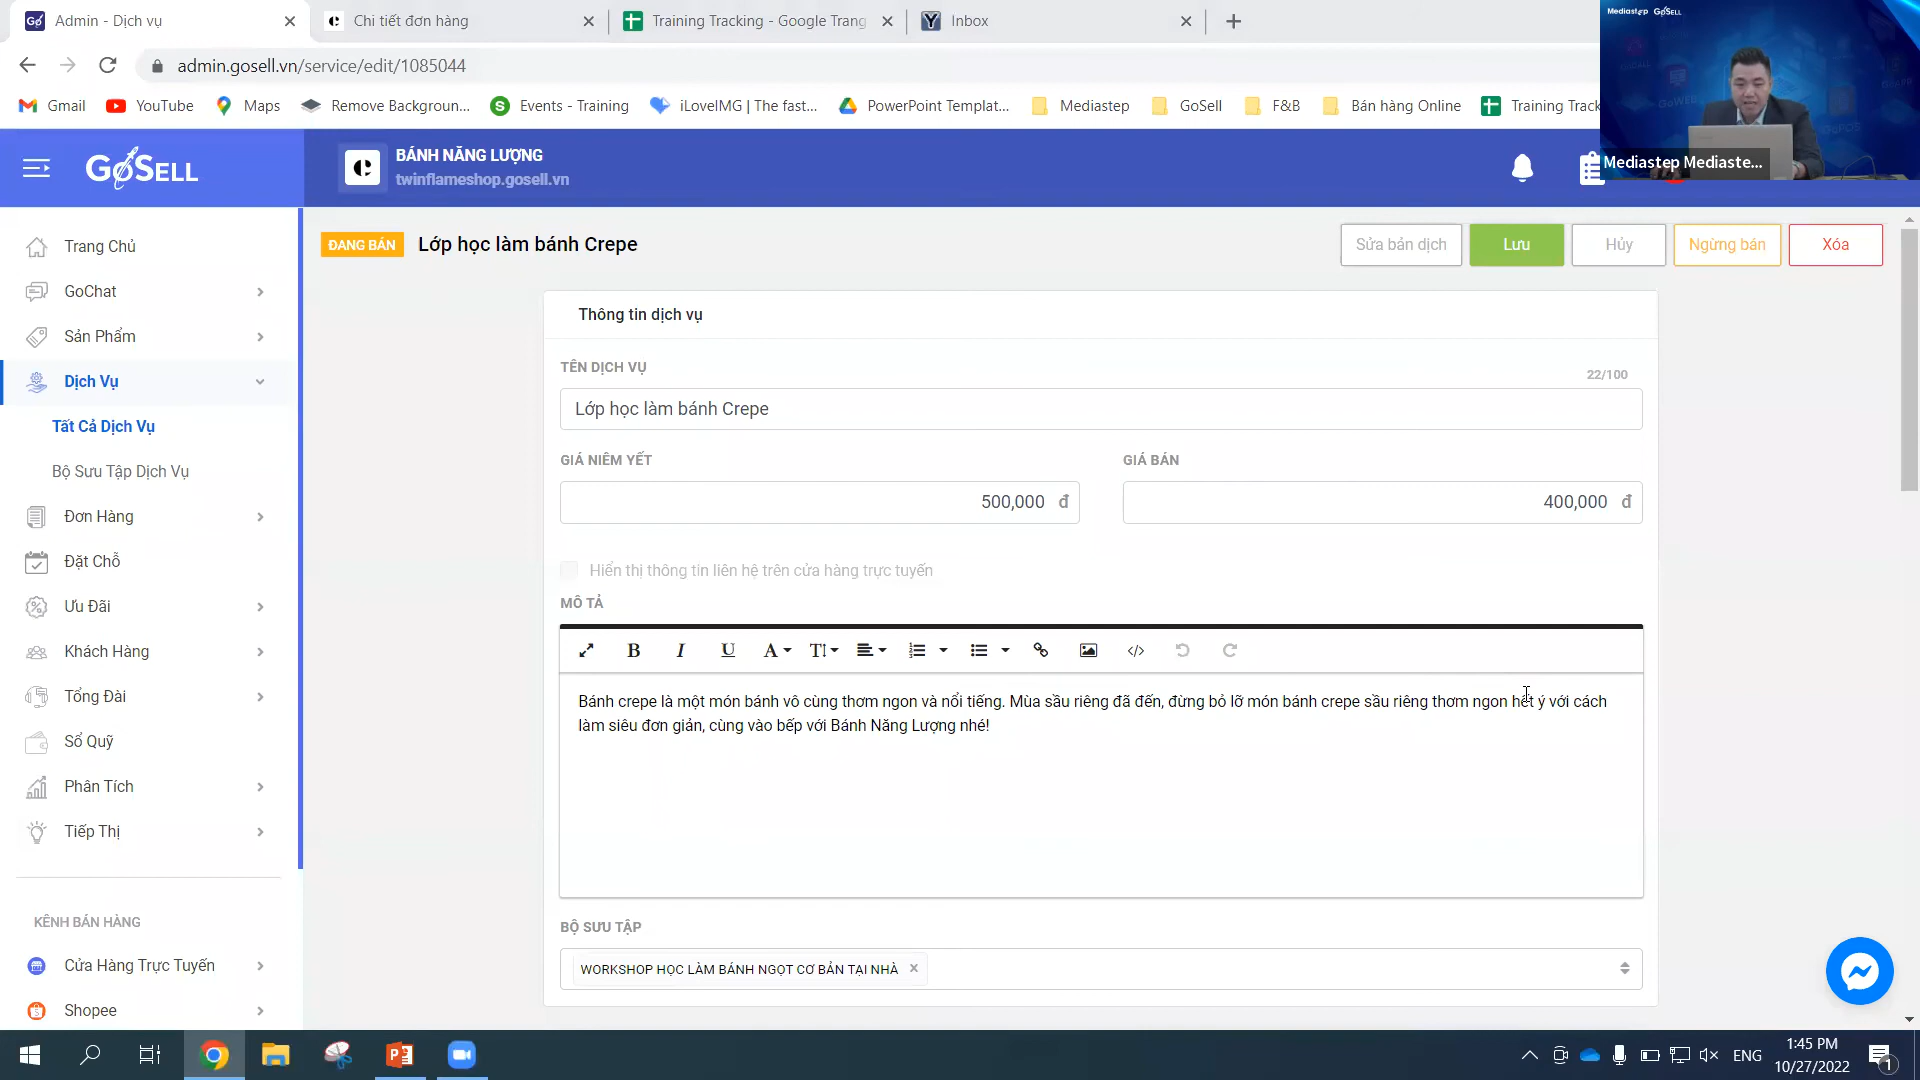 Admin - Dịch vụ
Chi tiết đơn hàng
Training Tracking - Google Trang
Inbox
admin.gosell.vn/service/edit/1085044
Gmail
YouTube
Maps
Remove Backgroun...
Events - Training
iLoveIMG | The fast...
PowerPoint Templat...
Mediastep
GoSell
F&B
Bán hàng Online
Training Track
Mediastep GoSELL
Mediastep Mediaste...
GoSELL
BÁNH NĂNG LƯỢNG
twinflameshop.gosell.vn
Trang Chủ
GoChat
Sản Phẩm
Dịch Vụ
Tất Cả Dịch Vụ
Bộ Sưu Tập Dịch Vụ
Đơn Hàng
Đặt Chỗ
Ưu Đãi
Khách Hàng
Tổng Đài
Sổ Quỹ
Phân Tích
Tiếp Thị
KÊNH BÁN HÀNG
Cửa Hàng Trực Tuyến
Shopee
ĐANG BÁN
Lớp học làm bánh Crepe
Sửa bản dịch
Lưu
Hủy
Ngừng bán
Xóa
Thông tin dịch vụ
TÊN DỊCH VỤ
22/100
Lớp học làm bánh Crepe
GIÁ NIÊM YẾT
GIÁ BÁN
500,000 đ
400,000 đ
Hiển thị thông tin liên hệ trên cửa hàng trực tuyến
MÔ TẢ
Bánh crepe là một món bánh vô cùng thơm ngon và nổi tiếng. Mùa sầu riêng đã đến, đừng bỏ lỡ món bánh crepe sầu riêng thơm ngon hết ý với cách
làm siêu đơn giản, cùng vào bếp với Bánh Năng Lượng nhé!
BỘ SƯU TẬP
WORKSHOP HỌC LÀM BÁNH NGỌT CƠ BẢN TẠI NHÀ
ENG
1:45 PM
10/27/2022
1